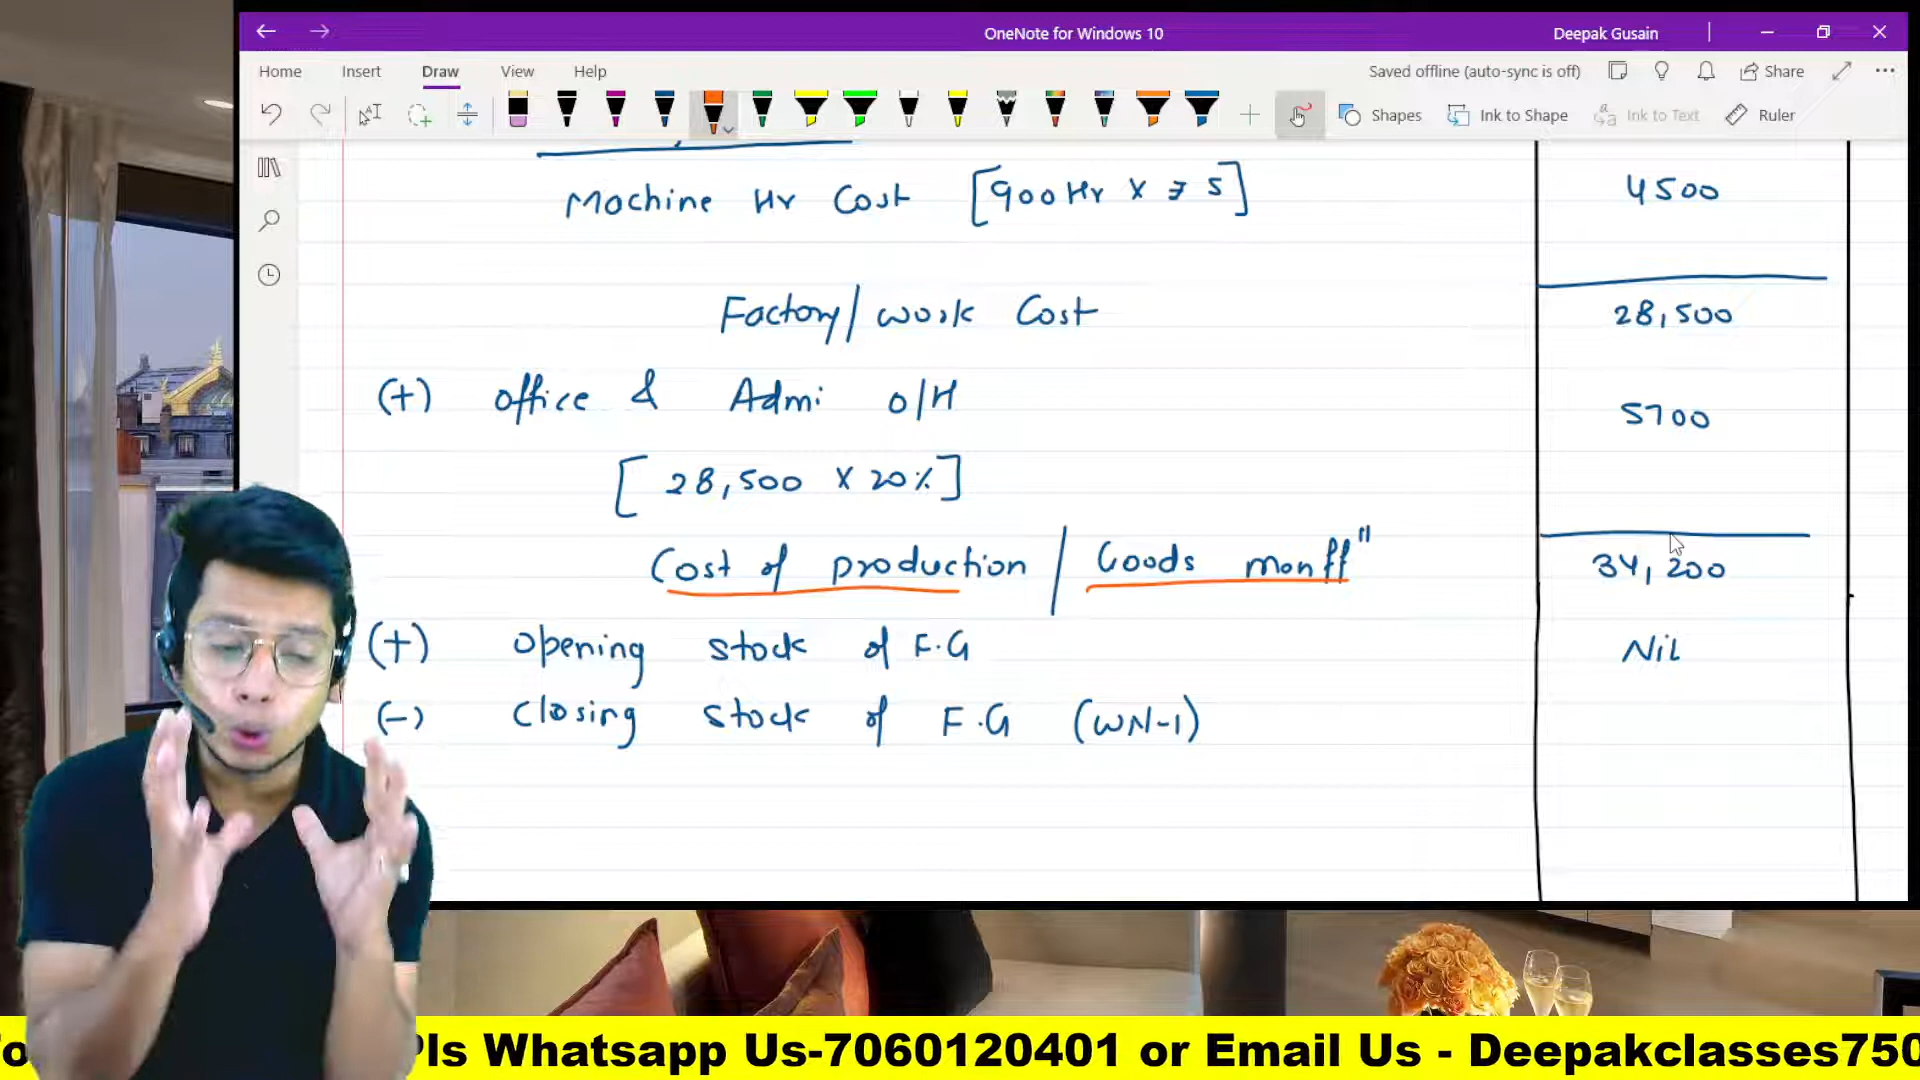 OneNote for Windows 10
Deepak Gusain
Home Insert Draw View Help
Saved offline (auto-sync is off)
Share
Shapes
Ink to Shape
Ink to Text
Ruler
Machine Hr Cost [900 Hr x ₹ 5] 4500
Factory/work Cost 28,500
(+) office & Admi o/H 5700
[28,500 x 20%]
Cost of production / Goods manff" 34,200
(+) opening stock of F.G Nil
(-) closing stock of F.G (WN-1)
Pls Whatsapp Us-7060120401 or Email Us - Deepakclasses750